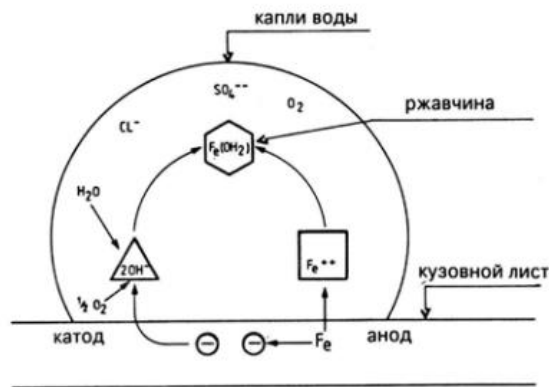 капли воды
SO₄⁻⁻
O₂
CL⁻
ржавчина
Fe(OH₂)
H₂O
2OH⁻
Fe⁺⁺
½ O₂
кузовной лист
катод
⊖ ⊖ Fe
анод